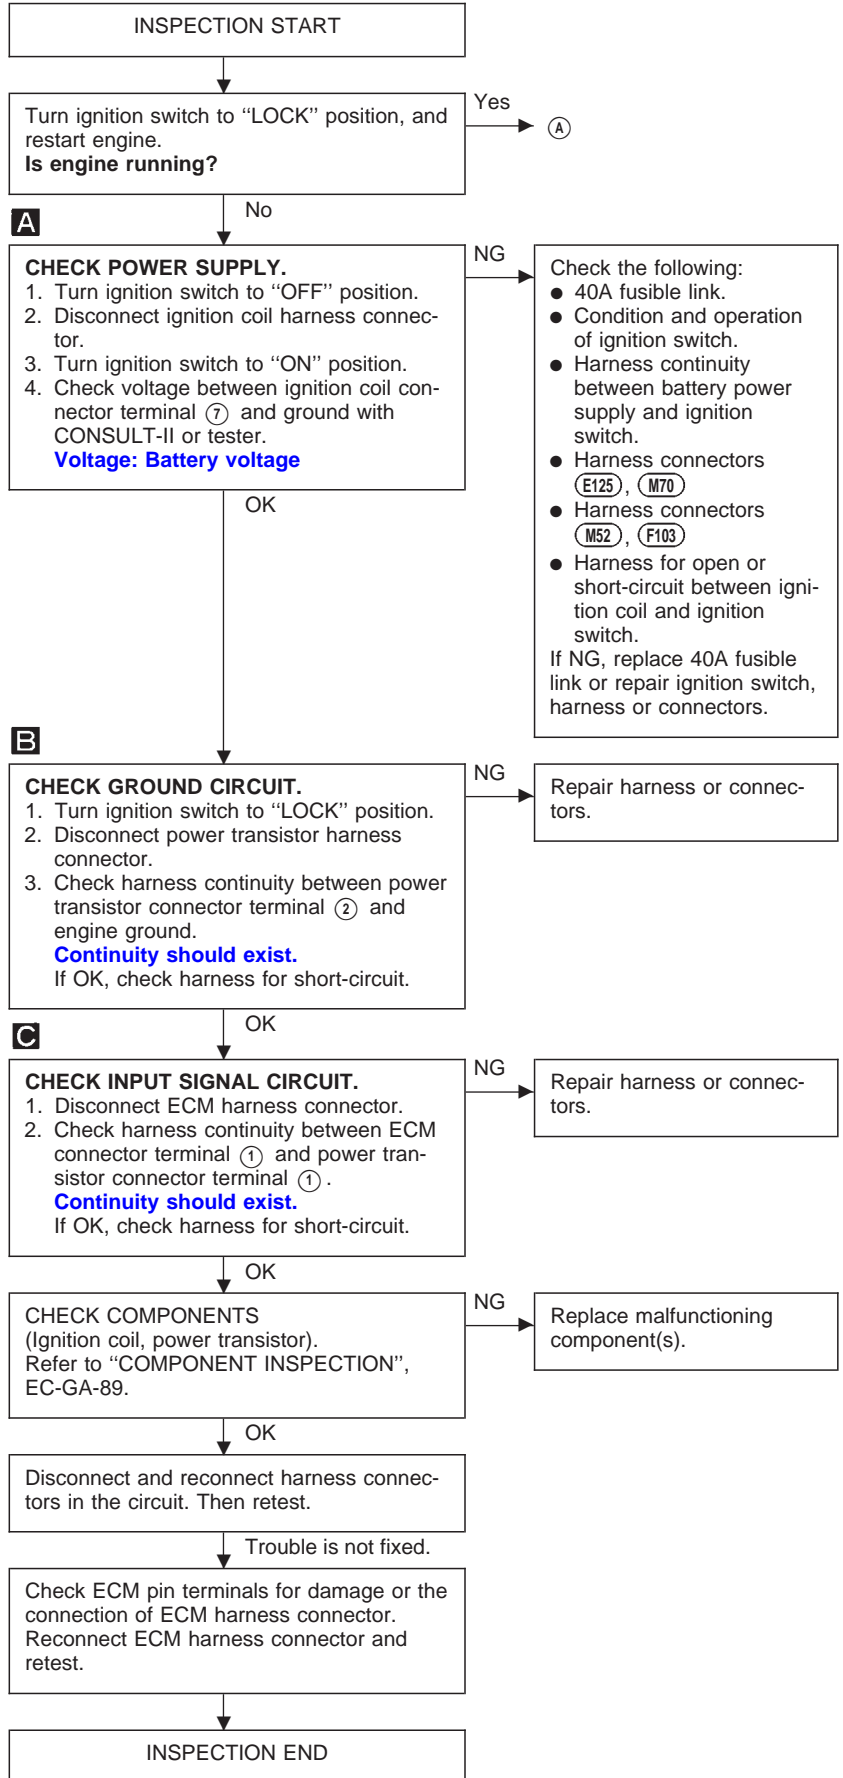 INSPECTION START
Turn ignition switch to ‘‘LOCK’’ position, and
restart engine.
Is engine running?
Yes
A
No
A
CHECK POWER SUPPLY.
1. Turn ignition switch to ‘‘OFF’’ position.
2. Disconnect ignition coil harness connec-
tor.
3. Turn ignition switch to ‘‘ON’’ position.
4. Check voltage between ignition coil con-
nector terminal 7 and ground with
CONSULT-II or tester.
Voltage: Battery voltage
NG
Check the following:
● 40A fusible link.
● Condition and operation
of ignition switch.
● Harness continuity
between battery power
supply and ignition
switch.
● Harness connectors
E125 , M70
● Harness connectors
M52 , F103
● Harness for open or
short-circuit between igni-
tion coil and ignition
switch.
If NG, replace 40A fusible
link or repair ignition switch,
harness or connectors.
OK
B
CHECK GROUND CIRCUIT.
1. Turn ignition switch to ‘‘LOCK’’ position.
2. Disconnect power transistor harness
connector.
3. Check harness continuity between power
transistor connector terminal 2 and
engine ground.
Continuity should exist.
If OK, check harness for short-circuit.
NG
Repair harness or connec-
tors.
OK
C
CHECK INPUT SIGNAL CIRCUIT.
1. Disconnect ECM harness connector.
2. Check harness continuity between ECM
connector terminal 1 and power tran-
sistor connector terminal 1 .
Continuity should exist.
If OK, check harness for short-circuit.
NG
Repair harness or connec-
tors.
OK
CHECK COMPONENTS
(Ignition coil, power transistor).
Refer to ‘‘COMPONENT INSPECTION’’,
EC-GA-89.
NG
Replace malfunctioning
component(s).
OK
Disconnect and reconnect harness connec-
tors in the circuit. Then retest.
Trouble is not fixed.
Check ECM pin terminals for damage or the
connection of ECM harness connector.
Reconnect ECM harness connector and
retest.
INSPECTION END